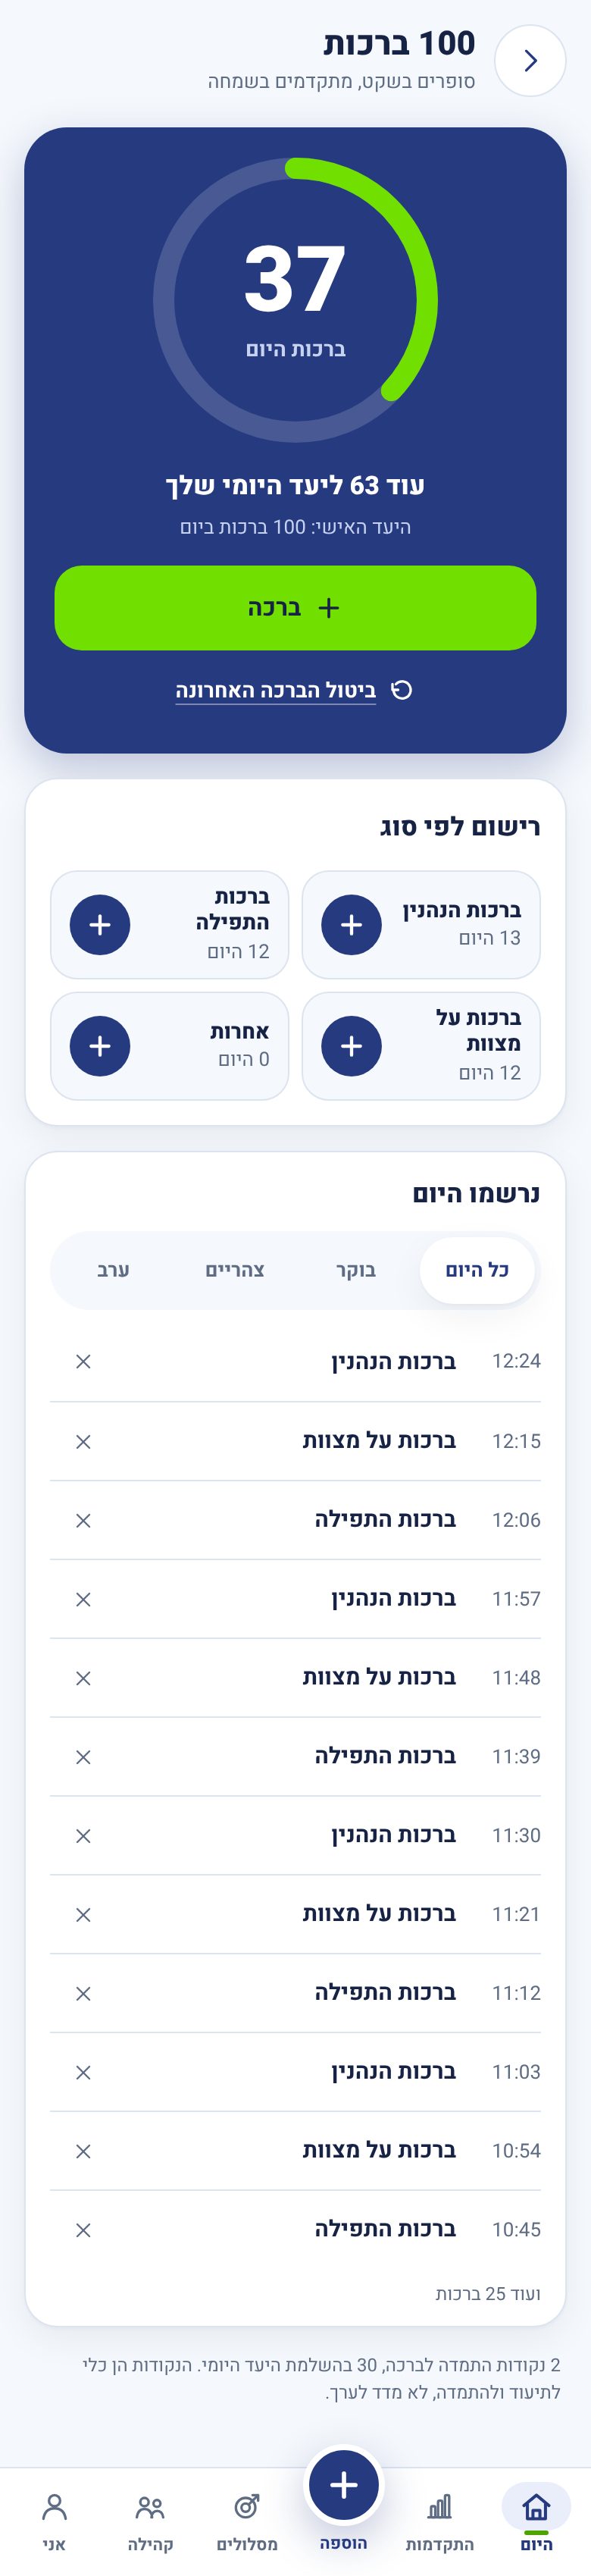 100 ברכות
סופרים בשקט, מתקדמים בשמחה
37
ברכות היום
עוד 63 ליעד היומי שלך
היעד האישי: 100 ברכות ביום
+ ברכה
ביטול הברכה האחרונה
רישום לפי סוג
ברכות הנהנין
13 היום
ברכות
התפילה
12 היום
ברכות על
מצוות
12 היום
אחרות
0 היום
נרשמו היום
כל היום
בוקר
צהריים
ערב
12:24 ברכות הנהנין
12:15 ברכות על מצוות
12:06 ברכות התפילה
11:57 ברכות הנהנין
11:48 ברכות על מצוות
11:39 ברכות התפילה
11:30 ברכות הנהנין
11:21 ברכות על מצוות
11:12 ברכות התפילה
11:03 ברכות הנהנין
10:54 ברכות על מצוות
10:45 ברכות התפילה
ועוד 25 ברכות
2 נקודות התמדה לברכה, 30 בהשלמת היעד היומי. הנקודות הן כלי
לתיעוד ולהתמדה, לא מדד לערך.
היום
התקדמות
הוספה
מסלולים
קהילה
אני